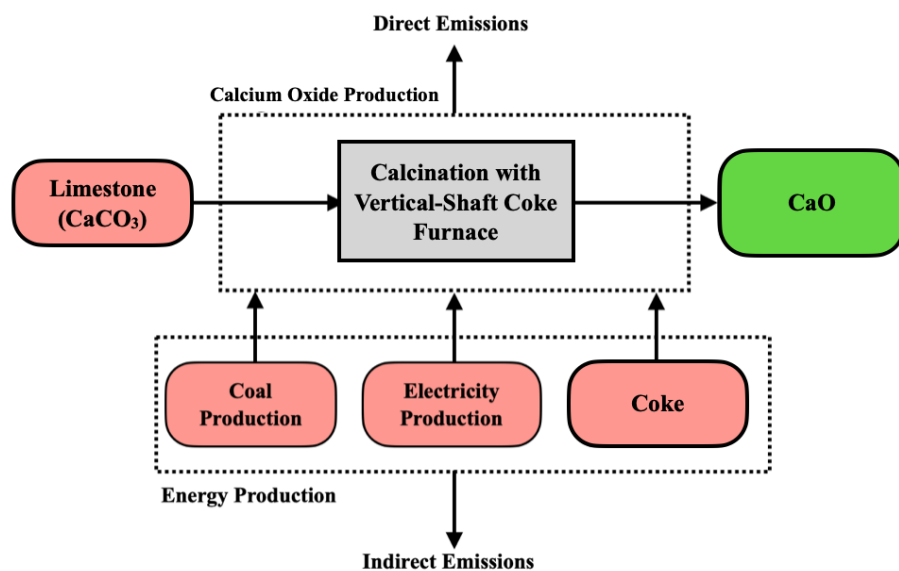 Direct Emissions
Calcium Oxide Production
Limestone
(CaCO₃)
Calcination with
Vertical-Shaft Coke
Furnace
CaO
Coal
Production
Electricity
Production
Coke
Energy Production
Indirect Emissions